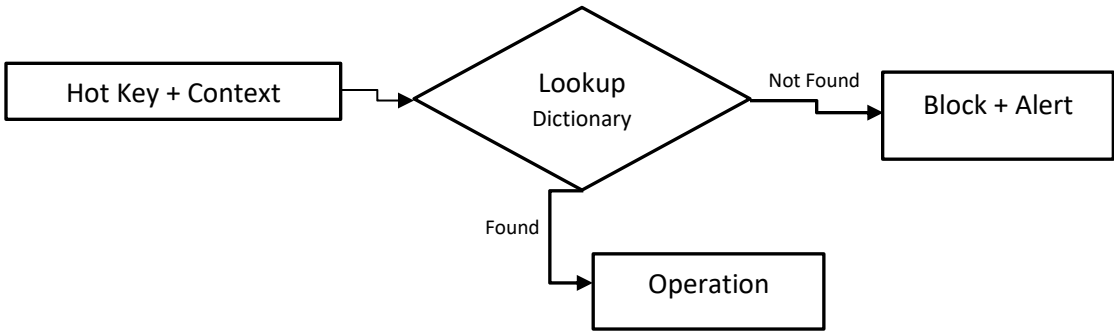 Hot Key + Context
Lookup
Dictionary
Not Found
Block + Alert
Found
Operation